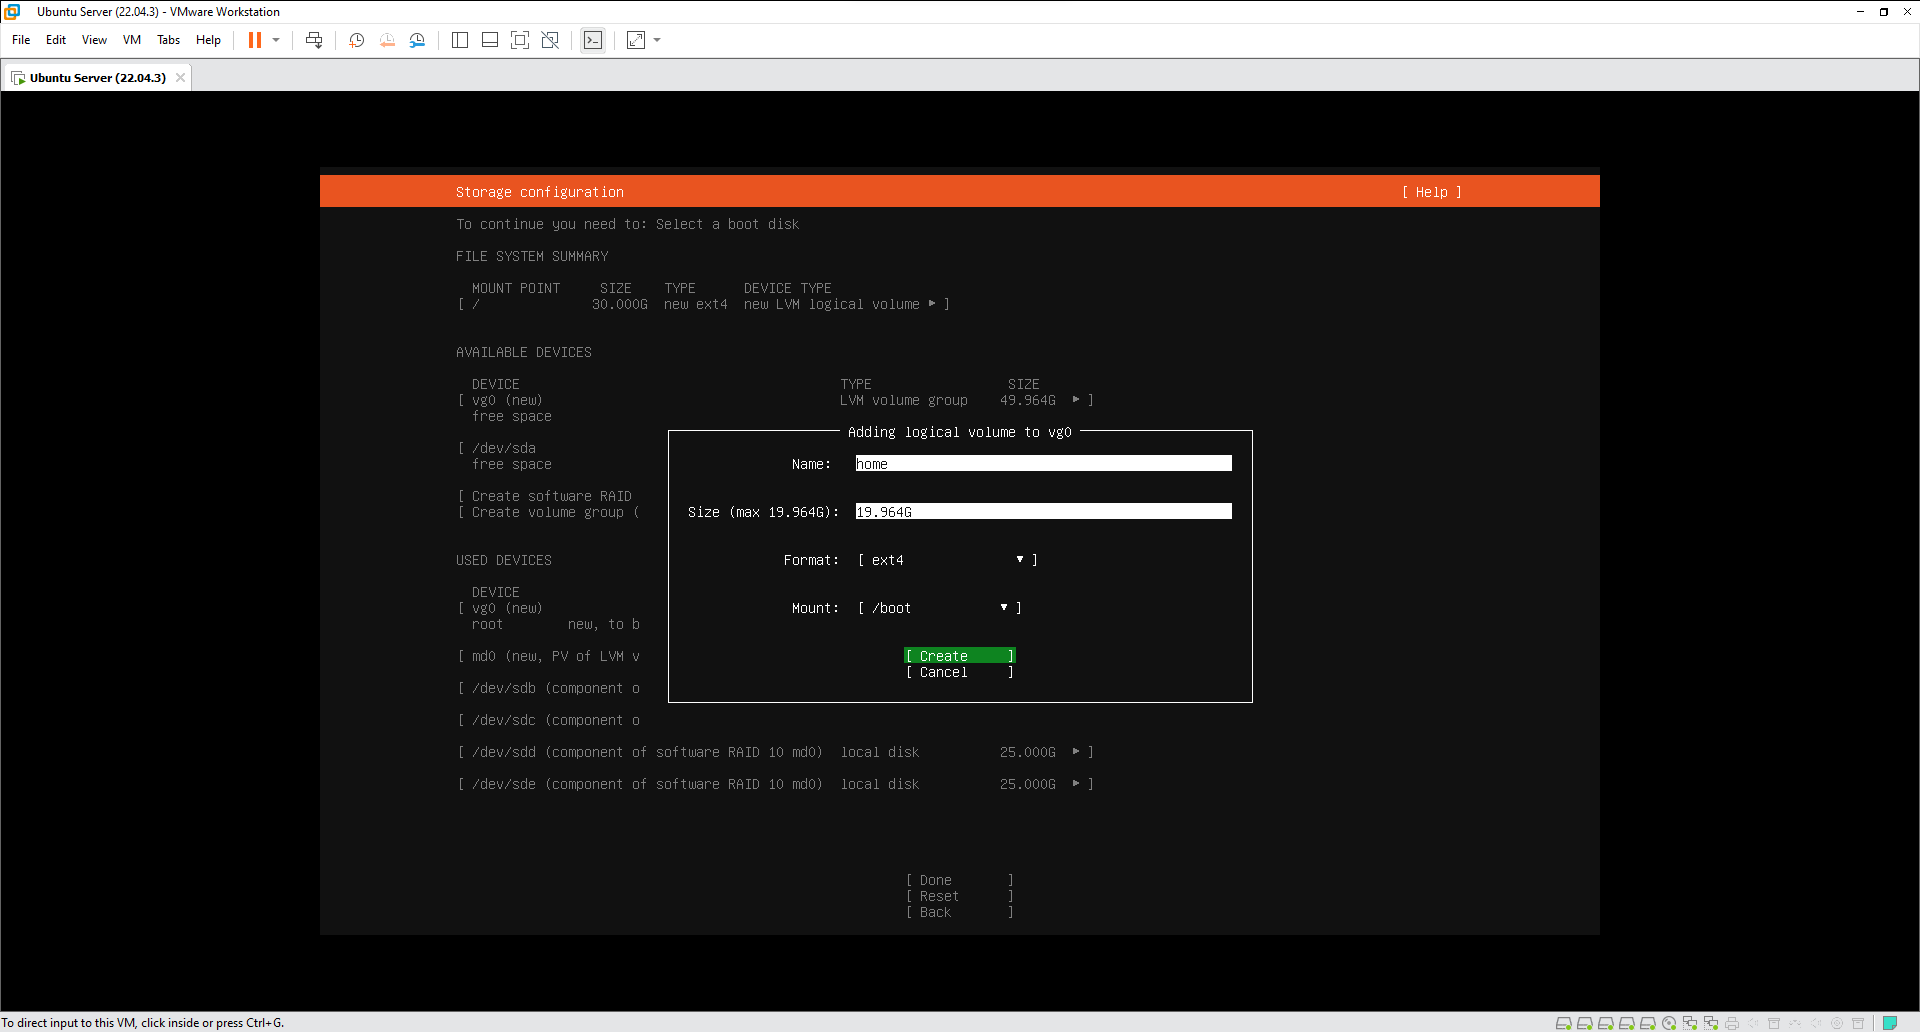 Ubuntu Server (22.04.3) - VMware Workstation
File Edit View VM Tabs Help
Ubuntu Server (22.04.3)
Storage configuration [ Help ]
To continue you need to: Select a boot disk
FILE SYSTEM SUMMARY
MOUNT POINT SIZE TYPE DEVICE TYPE
[ / 30.000G new ext4 new LVM logical volume ▸ ]
AVAILABLE DEVICES
DEVICE TYPE SIZE
[ vg0 (new) LVM volume group 49.964G ▸ ]
free space
[ /dev/sda
free space
[ Create software RAID
[ Create volume group (
USED DEVICES
DEVICE
[ vg0 (new)
root new, to b
[ md0 (new, PV of LVM v
[ /dev/sdb (component o
[ /dev/sdc (component o
[ /dev/sdd (component of software RAID 10 md0) local disk 25.000G ▸ ]
[ /dev/sde (component of software RAID 10 md0) local disk 25.000G ▸ ]
Adding logical volume to vg0
Name: home
Size (max 19.964G): 19.964G
Format: [ ext4 ▾ ]
Mount: [ /boot ▾ ]
[ Create ]
[ Cancel ]
[ Done ]
[ Reset ]
[ Back ]
To direct input to this VM, click inside or press Ctrl+G.